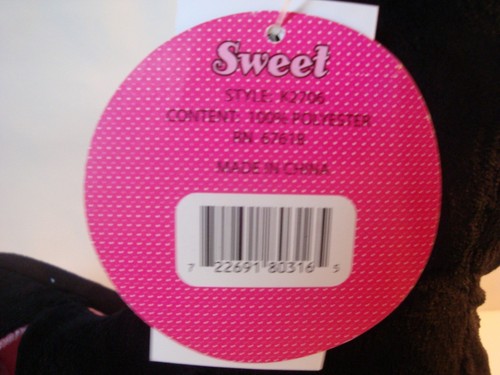 Sweet
STYLE: K2706
CONTENT: 100% POLYESTER
RN: 67618
MADE IN CHINA
7 22691 80316 5